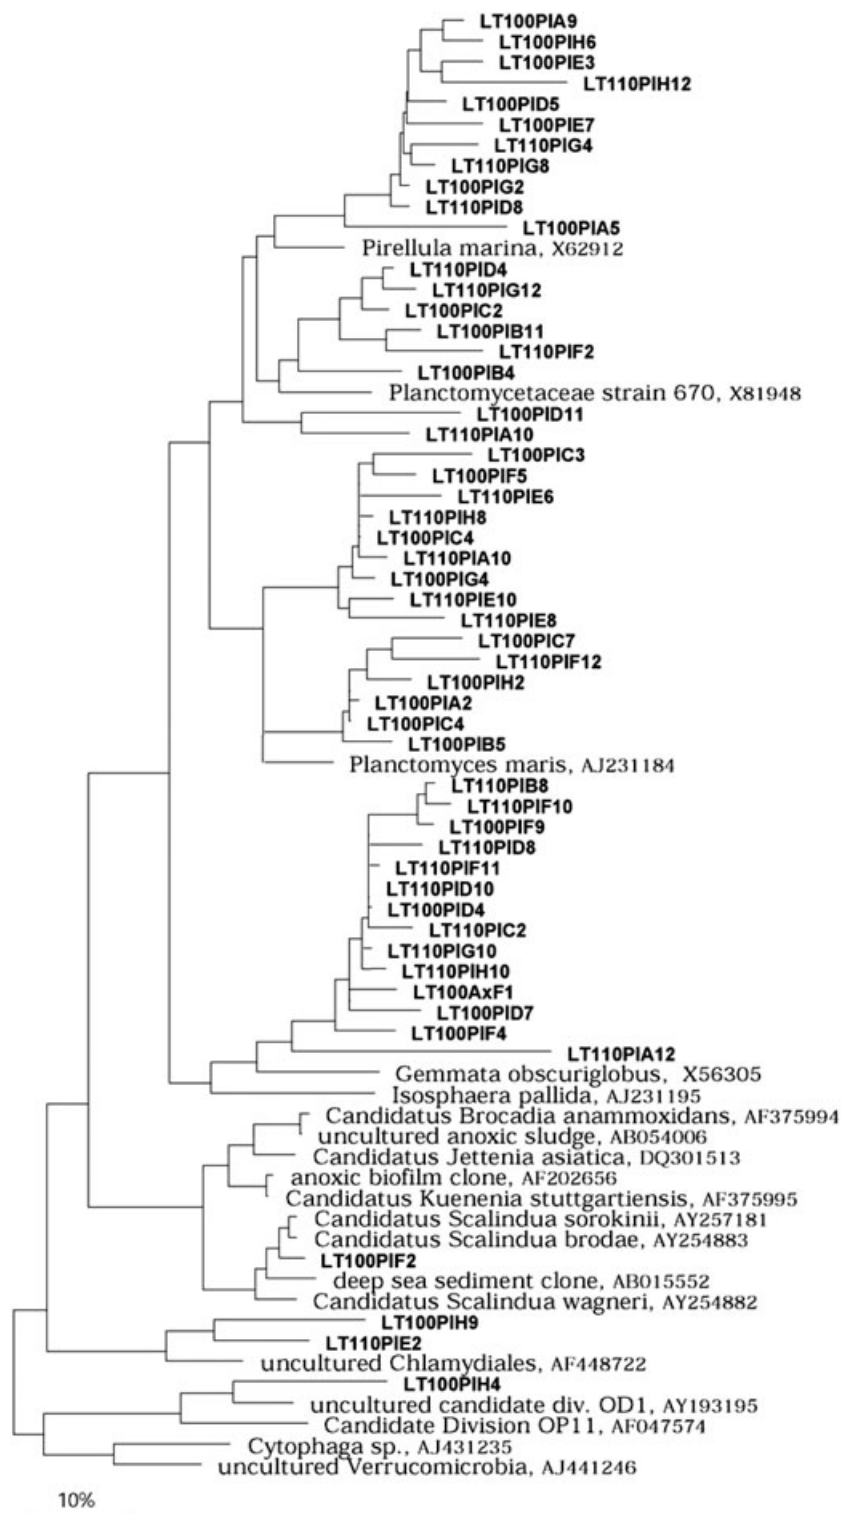 LT100PIA9
LT100PIH6
LT100PIE3
LT110PIH12
LT100PID5
LT100PIE7
LT110PIG4
LT110PIG8
LT100PIG2
LT110PID8
LT100PIA5
Pirellula marina, X62912
LT110PID4
LT110PIG12
LT100PIC2
LT100PIB11
LT110PIF2
LT100PIB4
Planctomycetaceae strain 670, X81948
LT100PID11
LT110PIA10
LT100PIC3
LT100PIF5
LT110PIE6
LT110PIH8
LT100PIC4
LT110PIA10
LT100PIG4
LT110PIE10
LT110PIE8
LT100PIC7
LT110PIF12
LT100PIH2
LT100PIA2
LT100PIC4
LT100PIB5
Planctomyces maris, AJ231184
LT110PIB8
LT110PIF10
LT100PIF9
LT110PID8
LT110PIF11
LT110PID10
LT100PID4
LT110PIC2
LT110PIG10
LT110PIH10
LT100AxF1
LT100PID7
LT100PIF4
LT110PIA12
Gemmata obscuriglobus, X56305
Isosphaera pallida, AJ231195
Candidatus Brocadia anammoxidans, AF375994
uncultured anoxic sludge, AB054006
Candidatus Jettenia asiatica, DQ301513
anoxic biofilm clone, AF202656
Candidatus Kuenenia stuttgartiensis, AF375995
Candidatus Scalindua sorokinii, AY257181
Candidatus Scalindua brodae, AY254883
LT100PIF2
deep sea sediment clone, AB015552
Candidatus Scalindua wagneri, AY254882
LT100PIH9
LT110PIE2
uncultured Chlamydiales, AF448722
LT100PIH4
uncultured candidate div. OD1, AY193195
Candidate Division OP11, AF047574
Cytophaga sp., AJ431235
uncultured Verrucomicrobia, AJ441246
10%